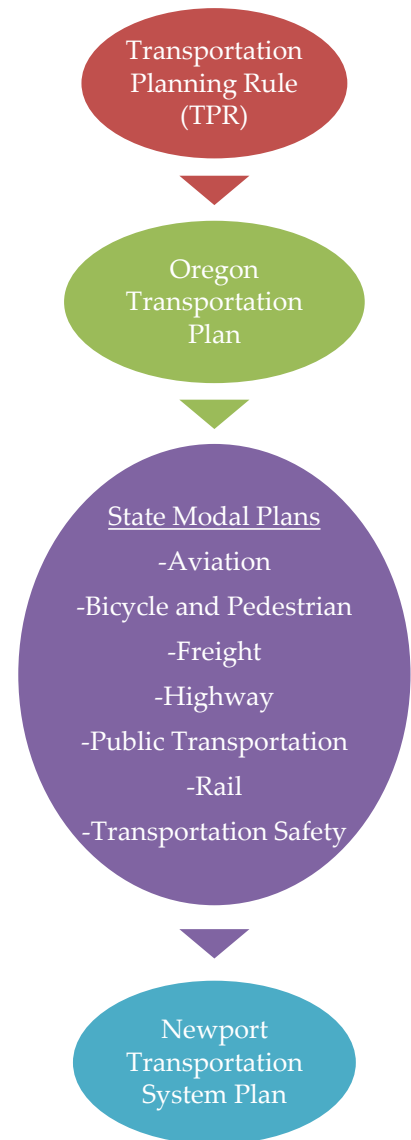 Transportation
Planning Rule
(TPR)
Oregon
Transportation
Plan
State Modal Plans
-Aviation
-Bicycle and Pedestrian
-Freight
-Highway
-Public Transportation
-Rail
-Transportation Safety
Newport
Transportation
System Plan